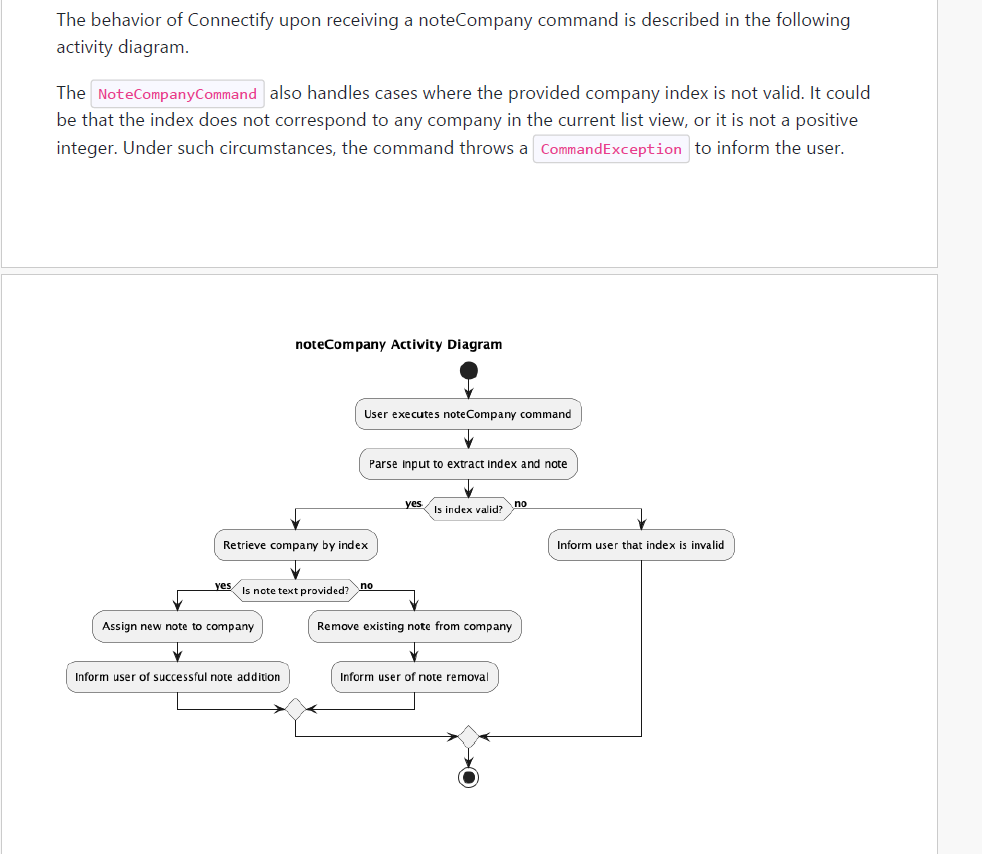 The behavior of Connectify upon receiving a noteCompany command is described in the following
activity diagram.
The NoteCompanyCommand also handles cases where the provided company index is not valid. It could
be that the index does not correspond to any company in the current list view, or it is not a positive
integer. Under such circumstances, the command throws a CommandException to inform the user.
noteCompany Activity Diagram
User executes noteCompany command
Parse input to extract index and note
yes
Is index valid?
no
Retrieve company by index
Inform user that index is invalid
yes
Is note text provided?
no
Assign new note to company
Remove existing note from company
Inform user of successful note addition
Inform user of note removal